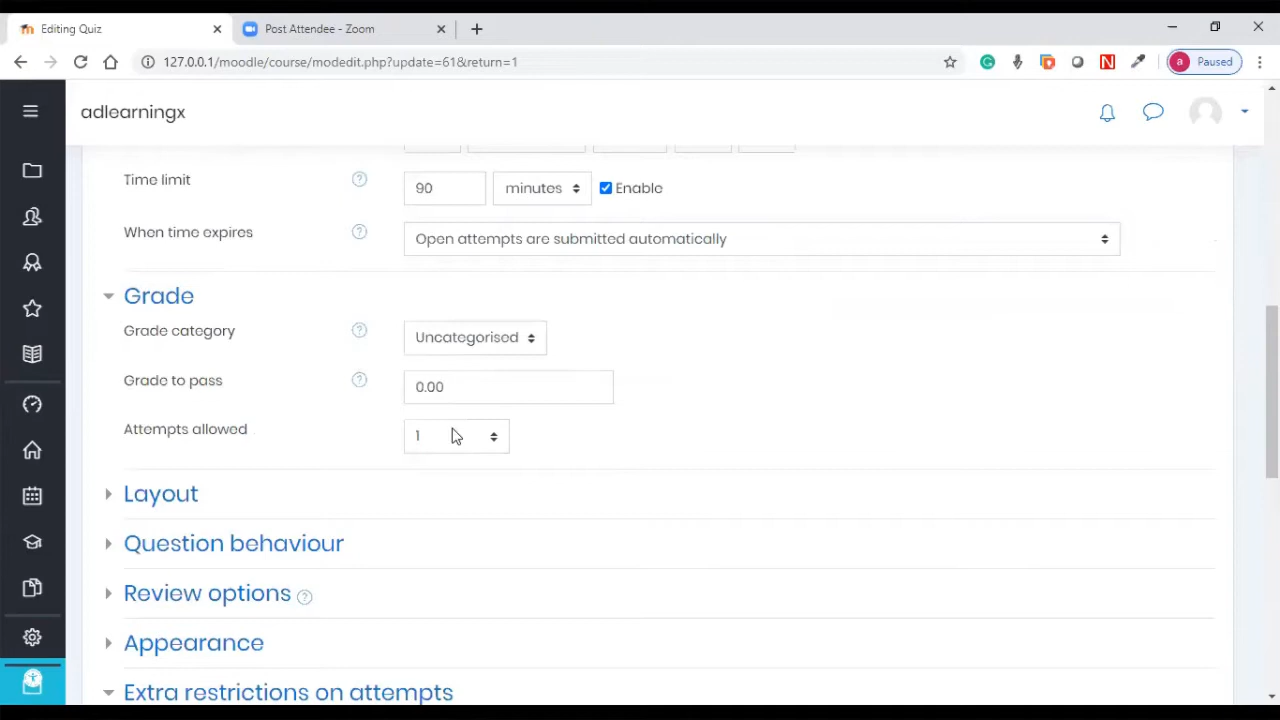 Editing Quiz
Post Attendee - Zoom
127.0.0.1/moodle/course/modedit.php?update=61&return=1
N
a Paused
adlearningx
Time limit ? 90 minutes Enable
When time expires ? Open attempts are submitted automatically
Grade
Grade category ? Uncategorised
Grade to pass ? 0.00
Attempts allowed 1
Layout
Question behaviour
Review options ?
Appearance
Extra restrictions on attempts